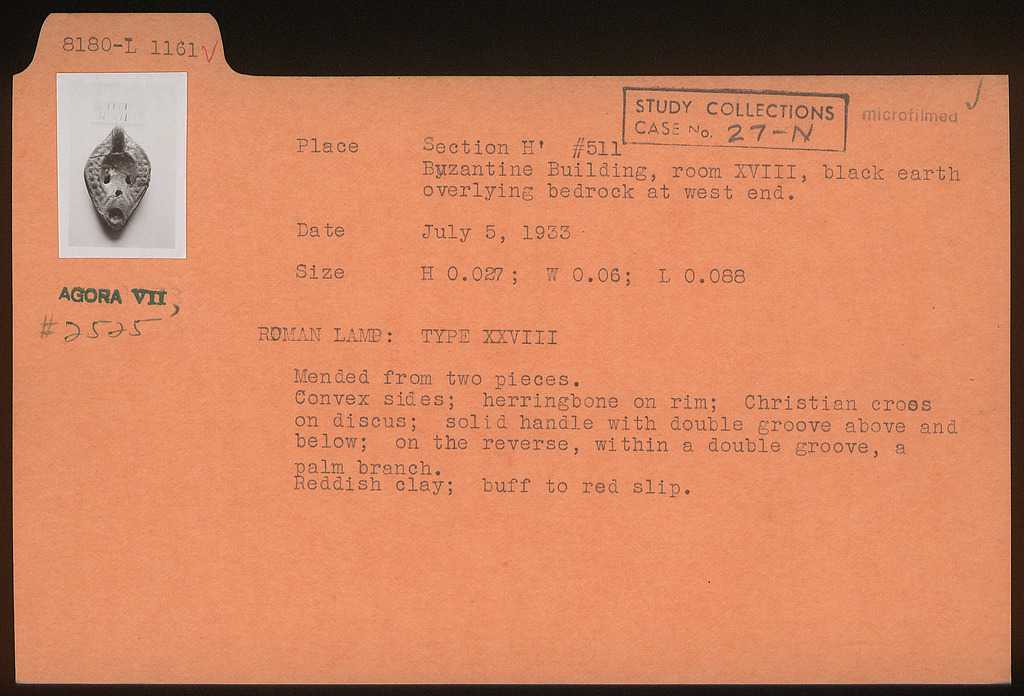 8180-L 1161 V
STUDY COLLECTIONS
CASE No. 27-N
microfilmed
Place Section H' #511
Byzantine Building, room XVIII, black earth
overlying bedrock at west end.
Date July 5, 1933
Size H 0.027; W 0.06; L 0.088
AGORA VII,
#2525
ROMAN LAMP: TYPE XXVIII
Mended from two pieces.
Convex sides; herringbone on rim; Christian cross
on discus; solid handle with double groove above and
below; on the reverse, within a double groove, a
palm branch.
Reddish clay; buff to red slip.